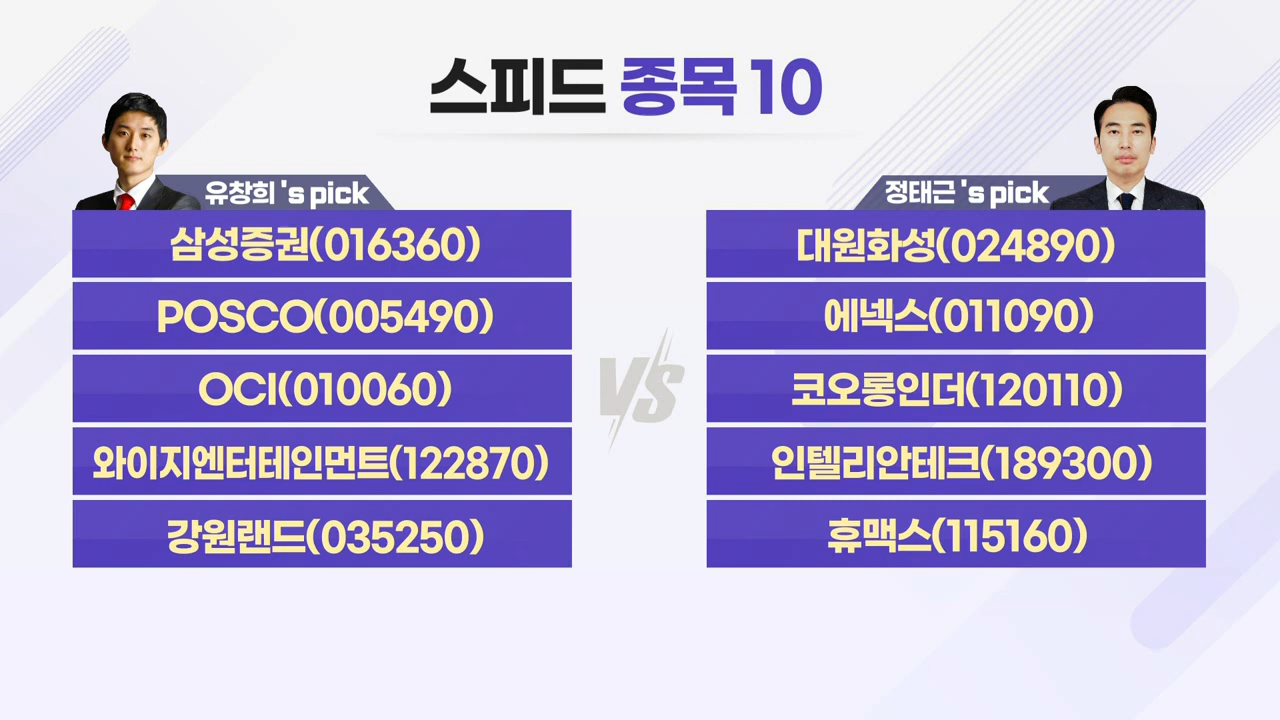 스피드 종목 10
유창희 's pick
삼성증권(016360)
POSCO(005490)
OCI(010060)
와이지엔터테인먼트(122870)
강원랜드(035250)
VS
정태근 's pick
대원화성(024890)
에넥스(011090)
코오롱인더(120110)
인텔리안테크(189300)
휴맥스(115160)